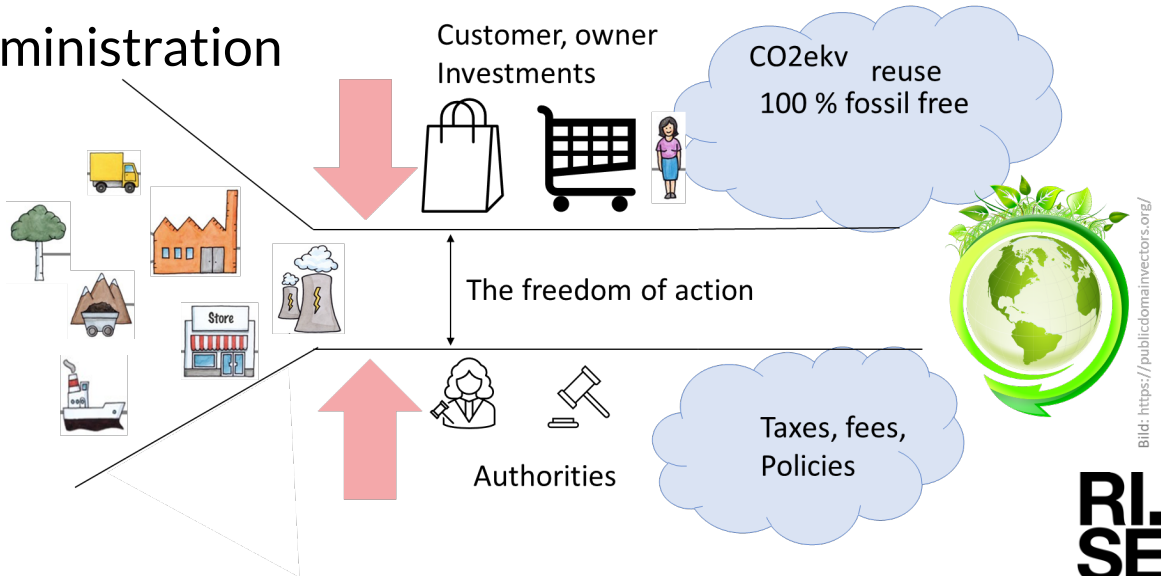 ministration
Customer, owner
Investments
CO2ekv
reuse
100 % fossil free
Store
The freedom of action
Authorities
Taxes, fees,
Policies
Bild: https://publicdomainvectors.org/
RI.
SE